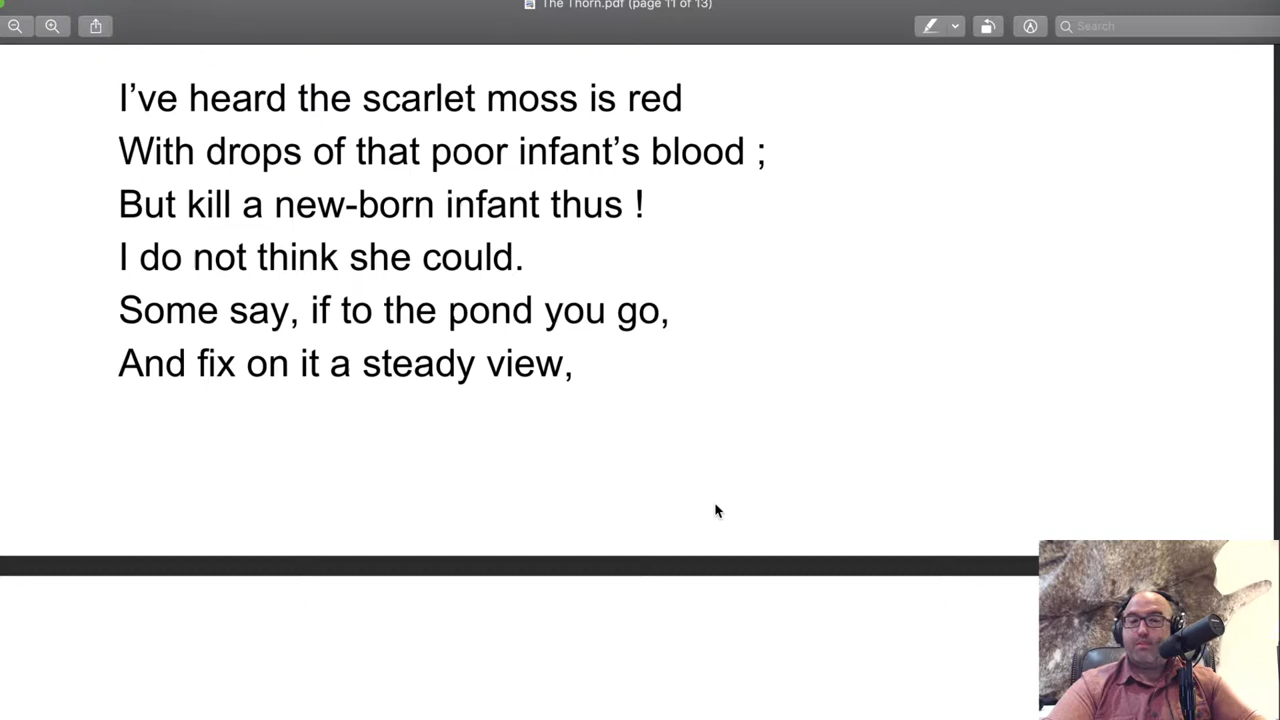 The Thorn.pdf (page 11 of 13)
Search
I've heard the scarlet moss is red
With drops of that poor infant's blood ;
But kill a new-born infant thus !
I do not think she could.
Some say, if to the pond you go,
And fix on it a steady view,